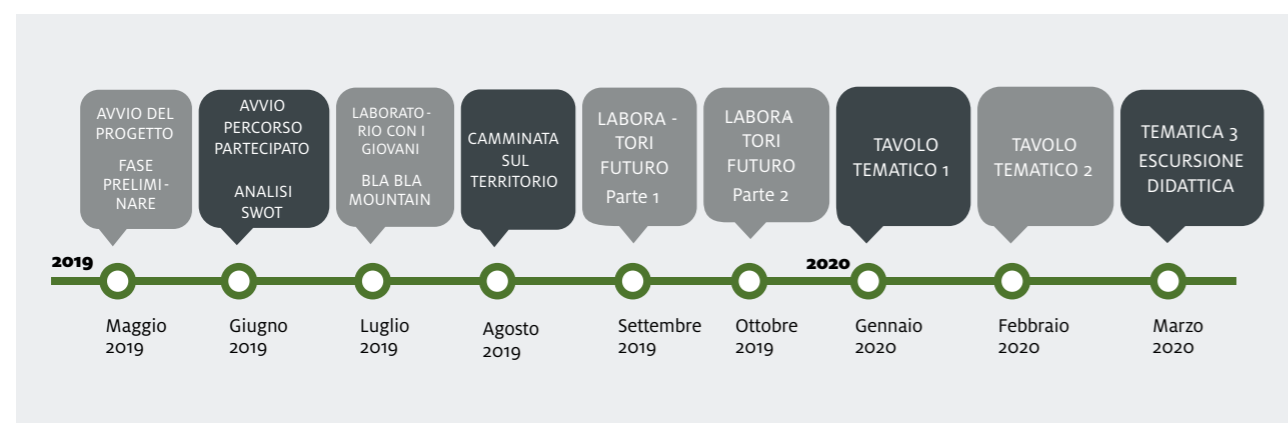 AVVIO DEL
PROGETTO
FASE
PRELIMI-
NARE
AVVIO
PERCORSO
PARTECIPATO
ANALISI
SWOT
LABORATO-
RIO CON I
GIOVANI
BLA BLA
MOUNTAIN
CAMMINATA
SUL
TERRITORIO
LABORA -
TORI
FUTURO
Parte 1
LABORA
TORI
FUTURO
Parte 2
TAVOLO
TEMATICO 1
TAVOLO
TEMATICO 2
TEMATICA 3
ESCURSIONE
DIDATTICA
2019
2020
Maggio
2019
Giugno
2019
Luglio
2019
Agosto
2019
Settembre
2019
Ottobre
2019
Gennaio
2020
Febbraio
2020
Marzo
2020